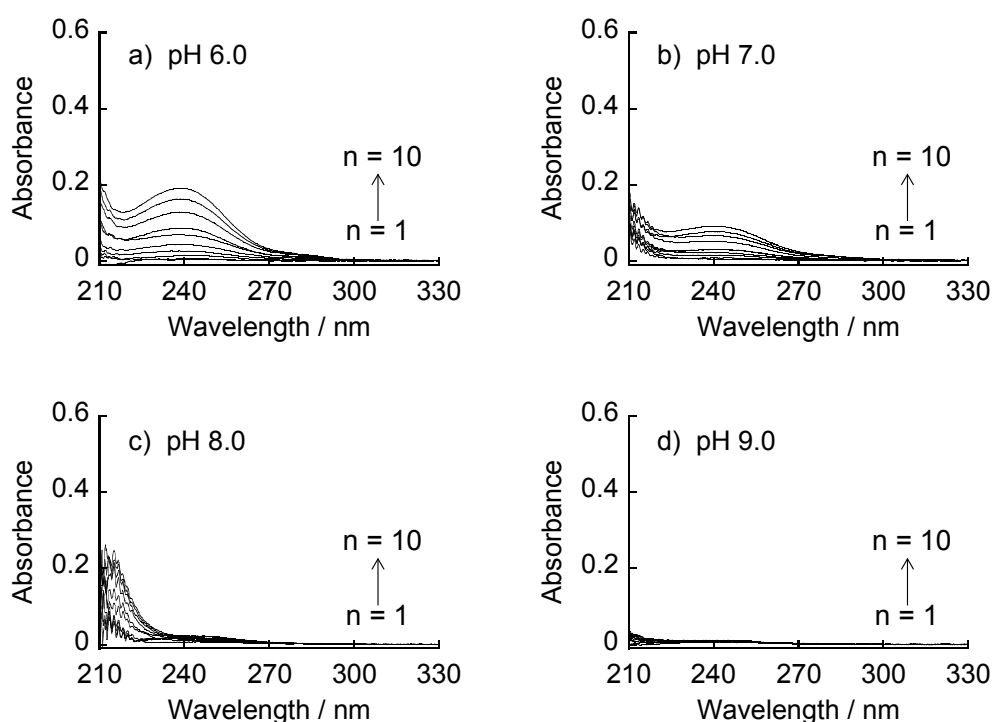 0.6
a) pH 6.0
0.4
Absorbance
n = 10
0.2
n = 1
0
210 240 270 300 330
Wavelength / nm
0.6
b) pH 7.0
0.4
Absorbance
n = 10
0.2
n = 1
0
210 240 270 300 330
Wavelength / nm
0.6
c) pH 8.0
0.4
Absorbance
n = 10
0.2
n = 1
0
210 240 270 300 330
Wavelength / nm
0.6
d) pH 9.0
0.4
Absorbance
n = 10
0.2
n = 1
0
210 240 270 300 330
Wavelength / nm